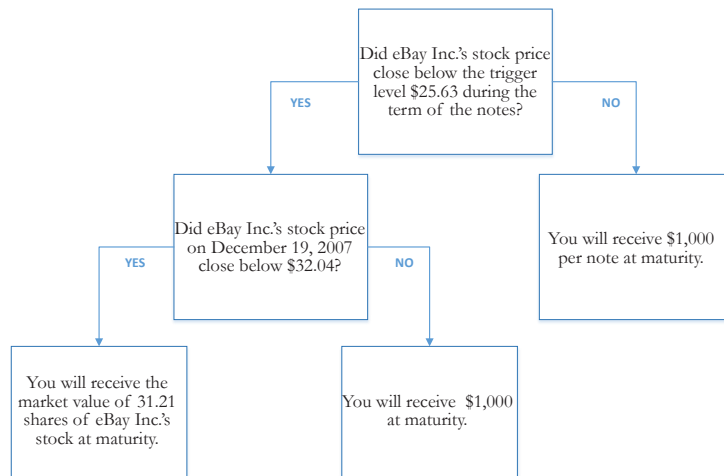 Did eBay Inc.'s stock price
close below the trigger
level $25.63 during the
term of the notes?
YES
NO
Did eBay Inc.'s stock price
on December 19, 2007
close below $32.04?
You will receive $1,000
per note at maturity.
YES
NO
You will receive the
market value of 31.21
shares of eBay Inc.'s
stock at maturity.
You will receive $1,000
at maturity.